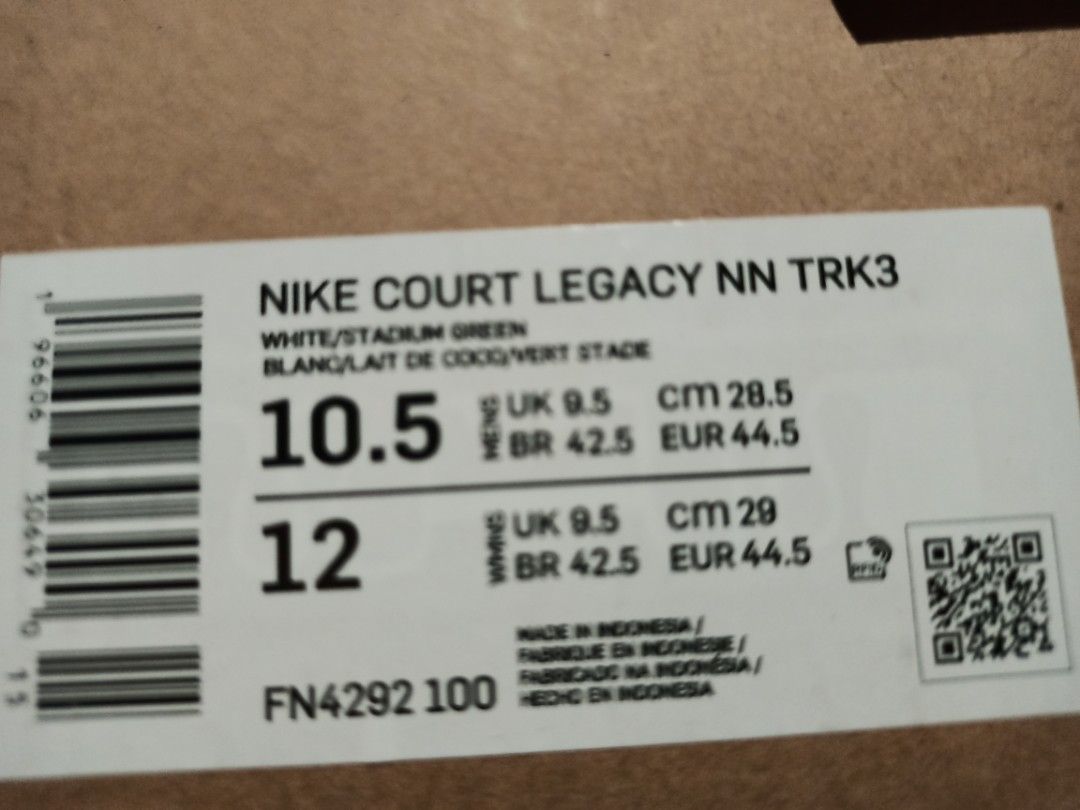 NIKE COURT LEGACY NN TRK3
WHITE/STADIUM GREEN
BLANC/LAIT DE COCO/VERT STADE
10.5 MENS UK 9.5 CM 28.5
BR 42.5 EUR 44.5
12 WMNS UK 9.5 CM 29
BR 42.5 EUR 44.5
RFID
FN4292 100
MADE IN INDONESIA /
FABRIQUE EN INDONESIE /
FABRICADO NA INDONÉSIA /
HECHO EN INDONESIA